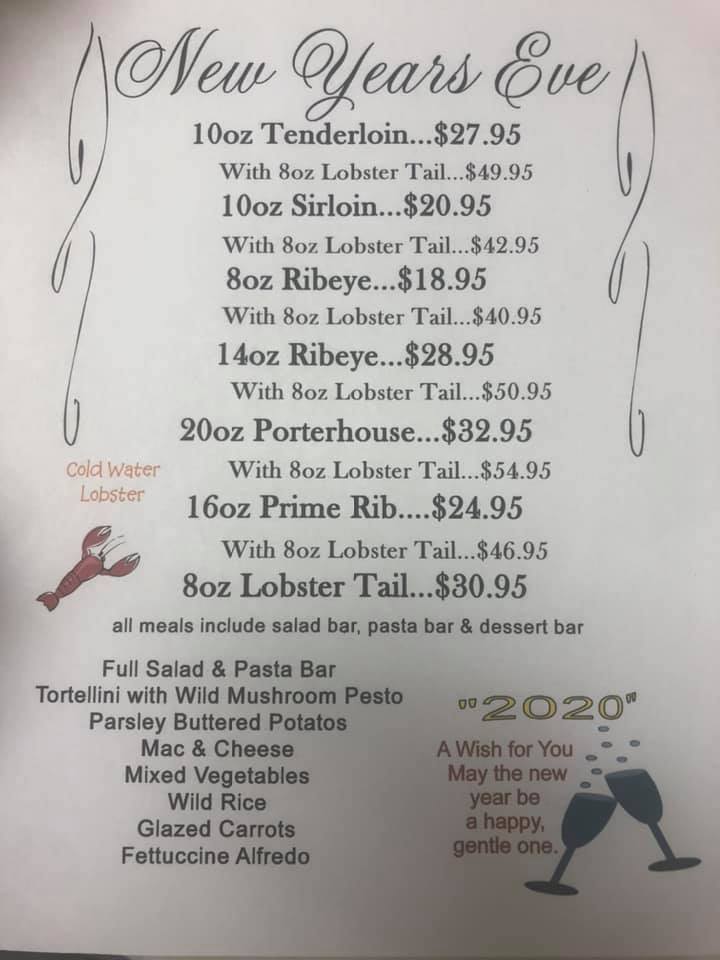 New Years Eve
10oz Tenderloin...$27.95
With 8oz Lobster Tail...$49.95
10oz Sirloin...$20.95
With 8oz Lobster Tail...$42.95
8oz Ribeye...$18.95
With 8oz Lobster Tail...$40.95
14oz Ribeye...$28.95
With 8oz Lobster Tail...$50.95
20oz Porterhouse...$32.95
With 8oz Lobster Tail...$54.95
16oz Prime Rib....$24.95
With 8oz Lobster Tail...$46.95
8oz Lobster Tail...$30.95
Cold Water
Lobster
all meals include salad bar, pasta bar & dessert bar
Full Salad & Pasta Bar
Tortellini with Wild Mushroom Pesto
Parsley Buttered Potatos
Mac & Cheese
Mixed Vegetables
Wild Rice
Glazed Carrots
Fettuccine Alfredo
"2020"
A Wish for You
May the new
year be
a happy,
gentle one.